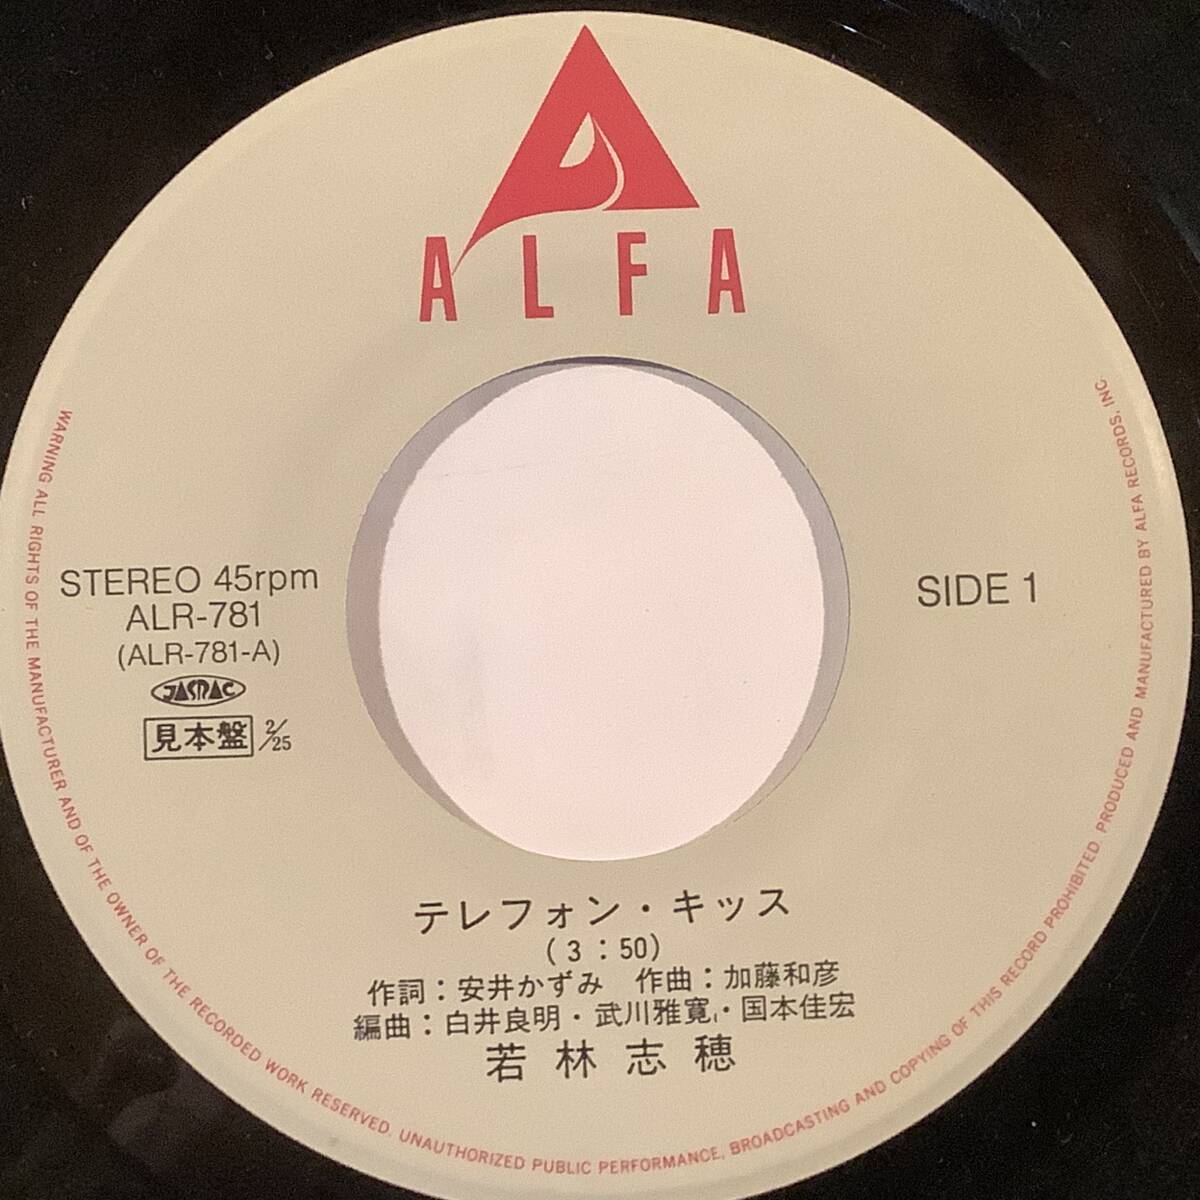 ALFA
STEREO 45rpm
ALR-781
(ALR-781-A)
JASRAC
見本盤 2/25
SIDE 1
テレフォン・キッス
(3:50)
作詞：安井かずみ 作曲：加藤和彦
編曲：白井良明・武川雅寛・国本佳宏
若林志穂
WARNING ALL RIGHTS OF THE MANUFACTURER AND OF THE OWNER OF THE RECORDED WORK RESERVED. UNAUTHORIZED PUBLIC PERFORMANCE, BROADCASTING AND COPYING OF THIS RECORD PROHIBITED. PRODUCED AND MANUFACTURED BY ALFA RECORDS, INC.